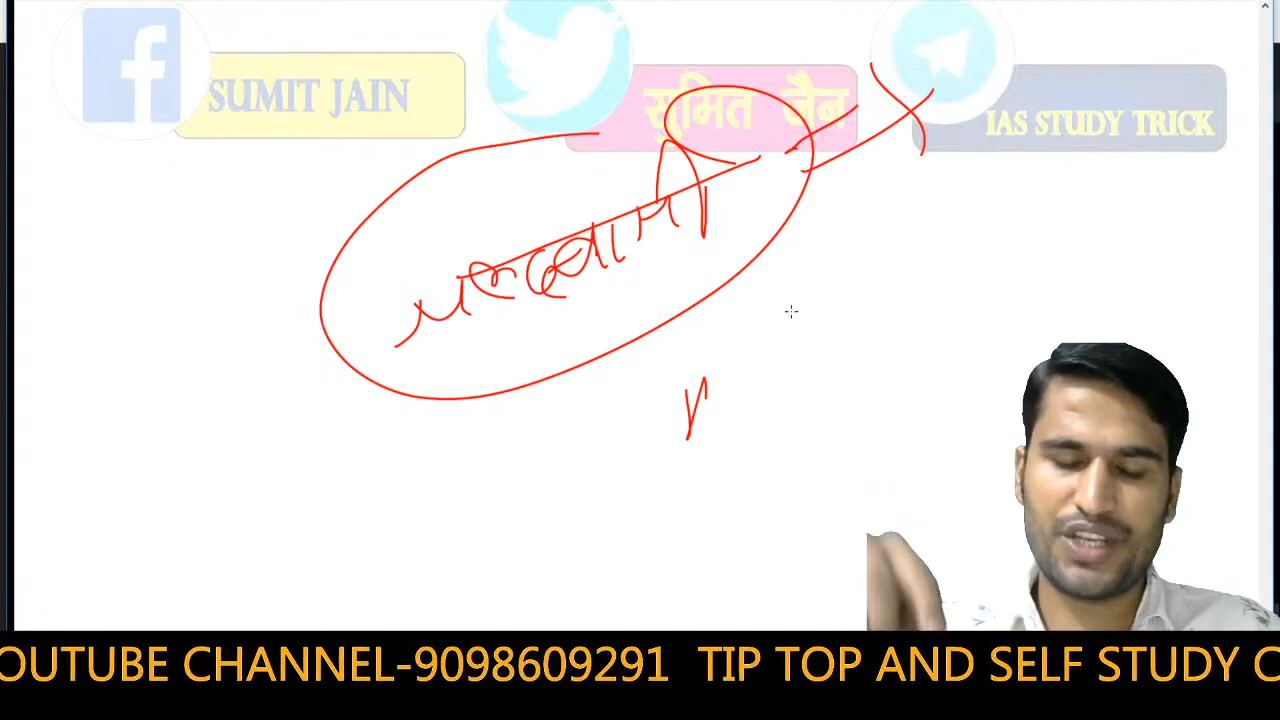 SUMIT JAIN
सुमित जैन
IAS STUDY TRICK
OUTUBE CHANNEL-9098609291 TIP TOP AND SELF STUDY C